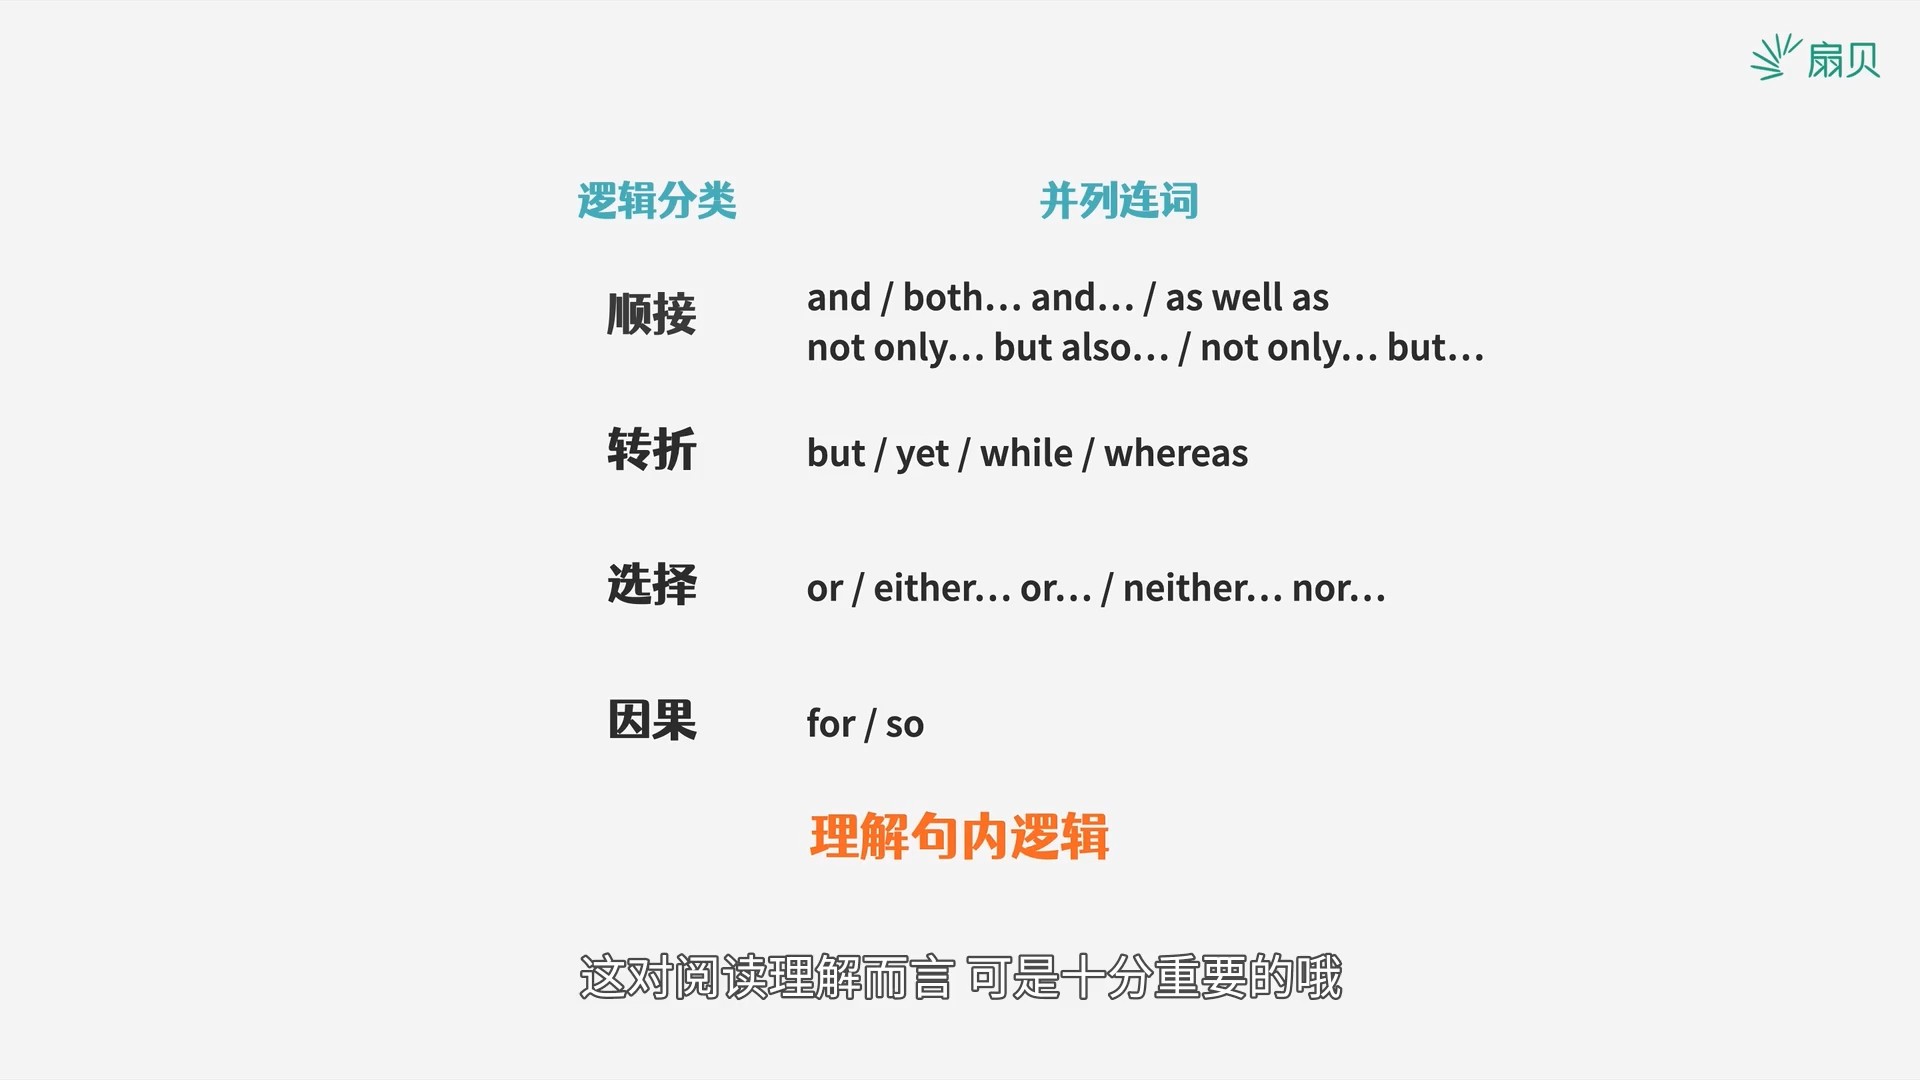 扇贝
逻辑分类
并列连词
顺接
and / both… and… / as well as
not only… but also… / not only… but…
转折
but / yet / while / whereas
选择
or / either… or… / neither… nor…
因果
for / so
理解句内逻辑
这对阅读理解而言 可是十分重要的哦